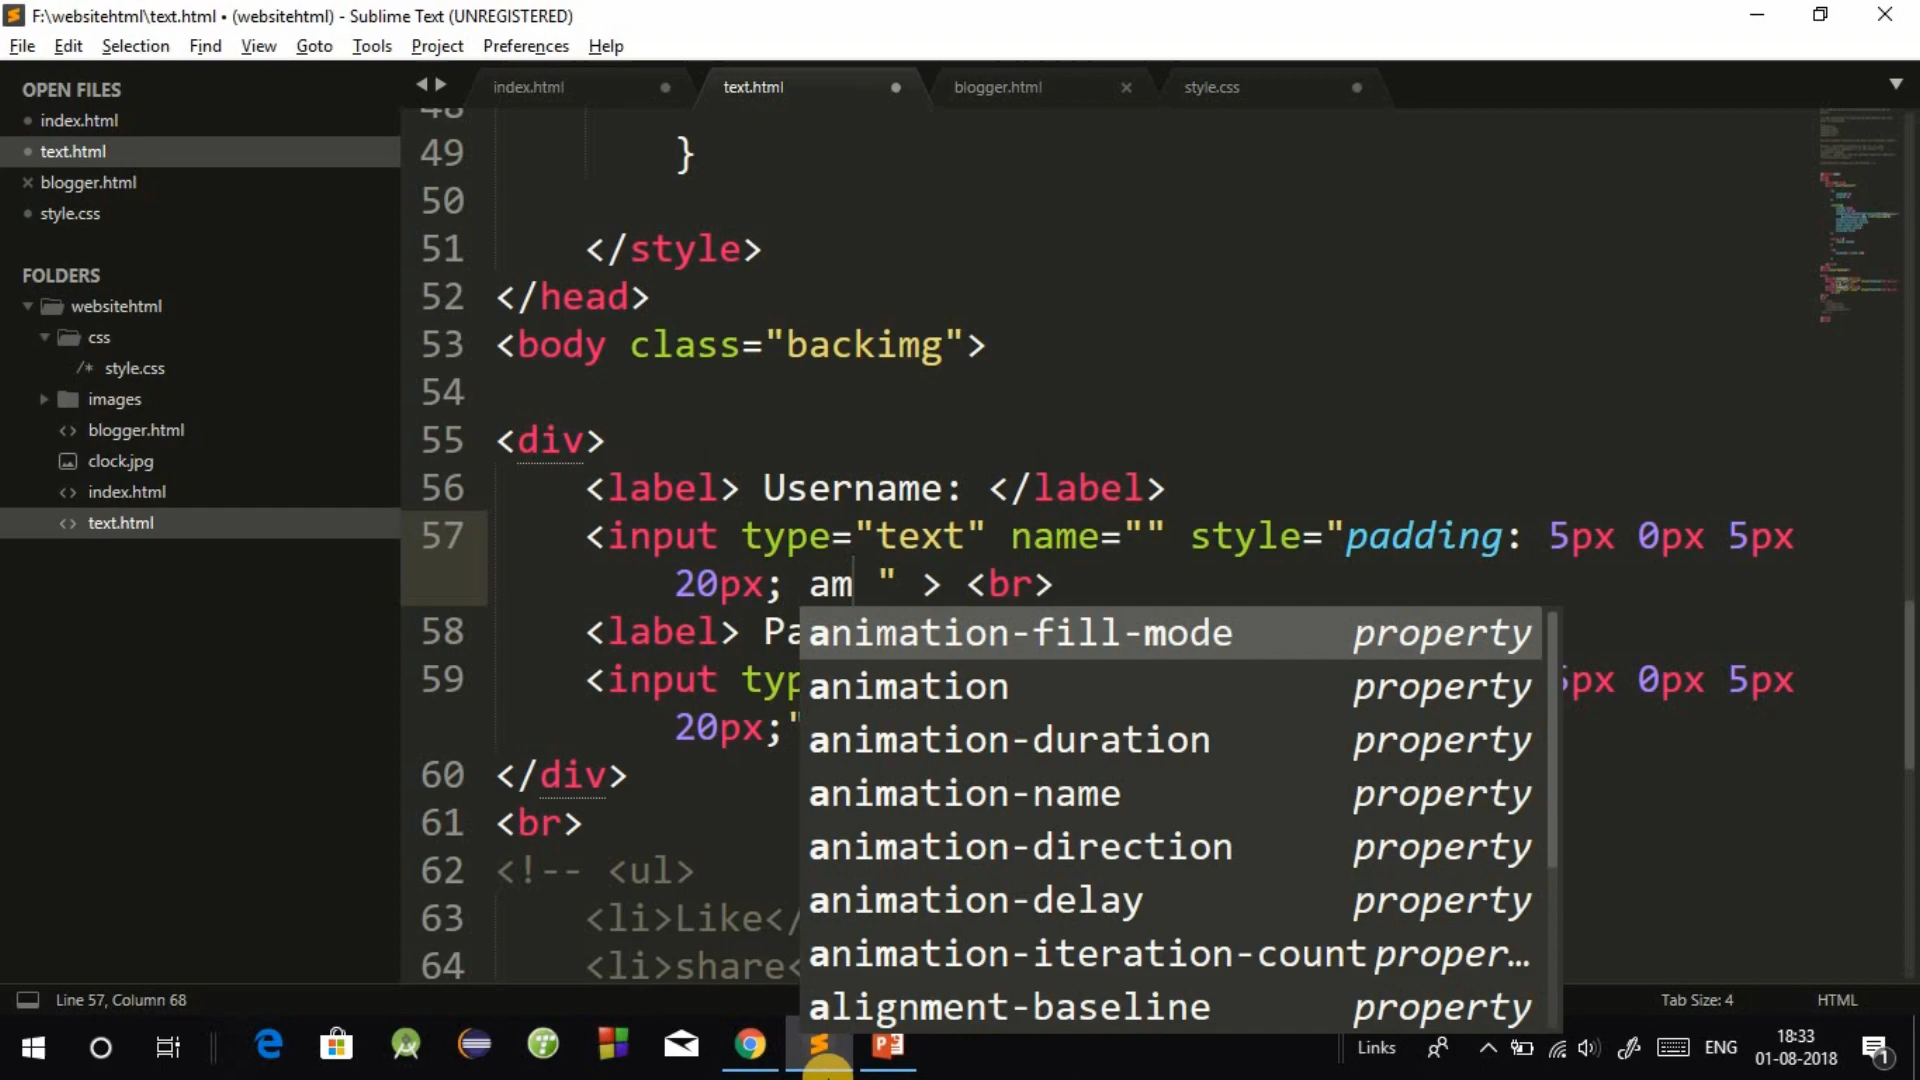 F:\websitehtml\text.html • (websitehtml) - Sublime Text (UNREGISTERED)
File Edit Selection Find View Goto Tools Project Preferences Help
OPEN FILES
index.html
text.html
blogger.html
style.css
FOLDERS
websitehtml
css
/* style.css
images
<> blogger.html
clock.jpg
<> index.html
<> text.html
index.html text.html blogger.html style.css
48
49 }
50
51 </style>
52 </head>
53 <body class="backimg">
54
55 <div>
56 <label> Username: </label>
57 <input type="text" name="" style="padding: 5px 0px 5px
20px; am " > <br>
58 <label> Pa
59 <input typ 5px 0px 5px
20px;"
60 </div>
61 <br>
62 <!-- <ul>
63 <li>Like</
64 <li>share<
animation-fill-mode property
animation property
animation-duration property
animation-name property
animation-direction property
animation-delay property
animation-iteration-count proper…
alignment-baseline property
Line 57, Column 68
Tab Size: 4 HTML
Links ENG 18:33
01-08-2018
1